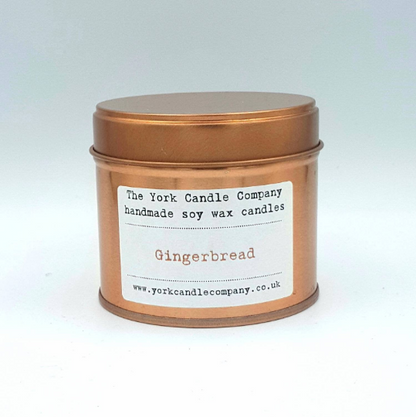 The York Candle Company
handmade soy wax candles
Gingerbread
www.yorkcandlecompany.co.uk